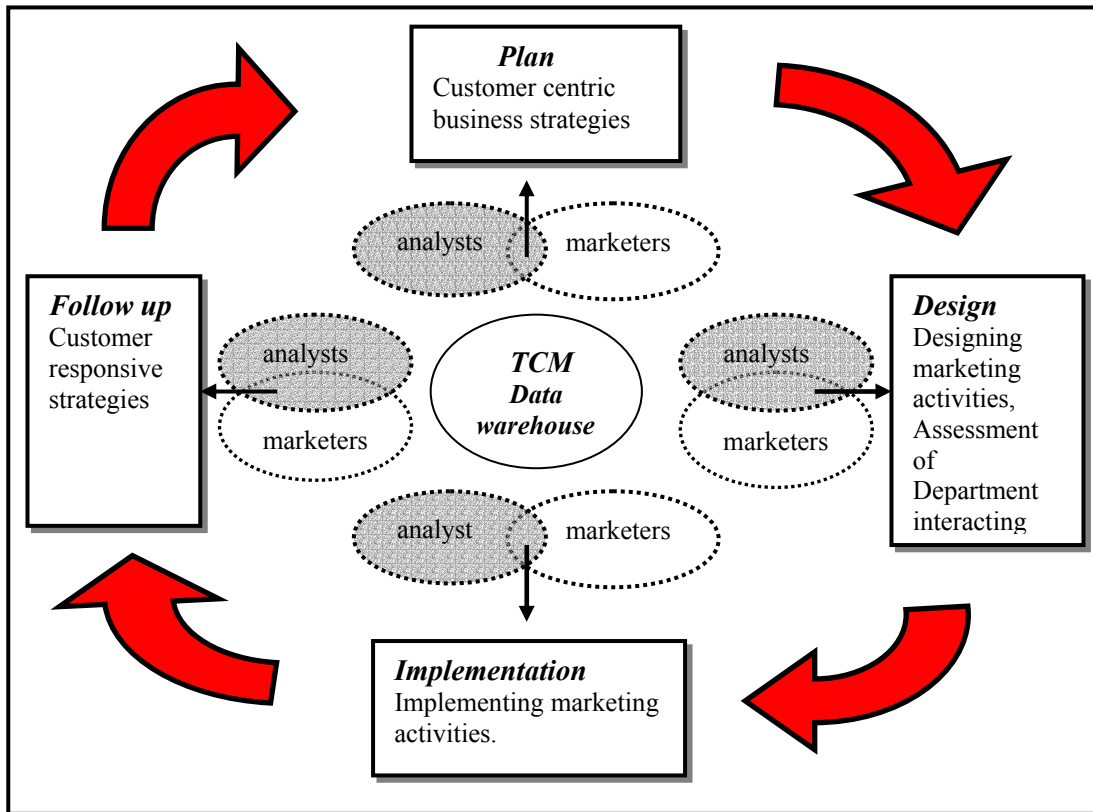 Plan
Customer centric
business strategies
analysts
marketers
Follow up
Customer
responsive
strategies
analysts
marketers
TCM
Data
warehouse
analysts
marketers
Design
Designing
marketing
activities,
Assessment
of
Department
interacting
analyst
marketers
Implementation
Implementing marketing
activities.